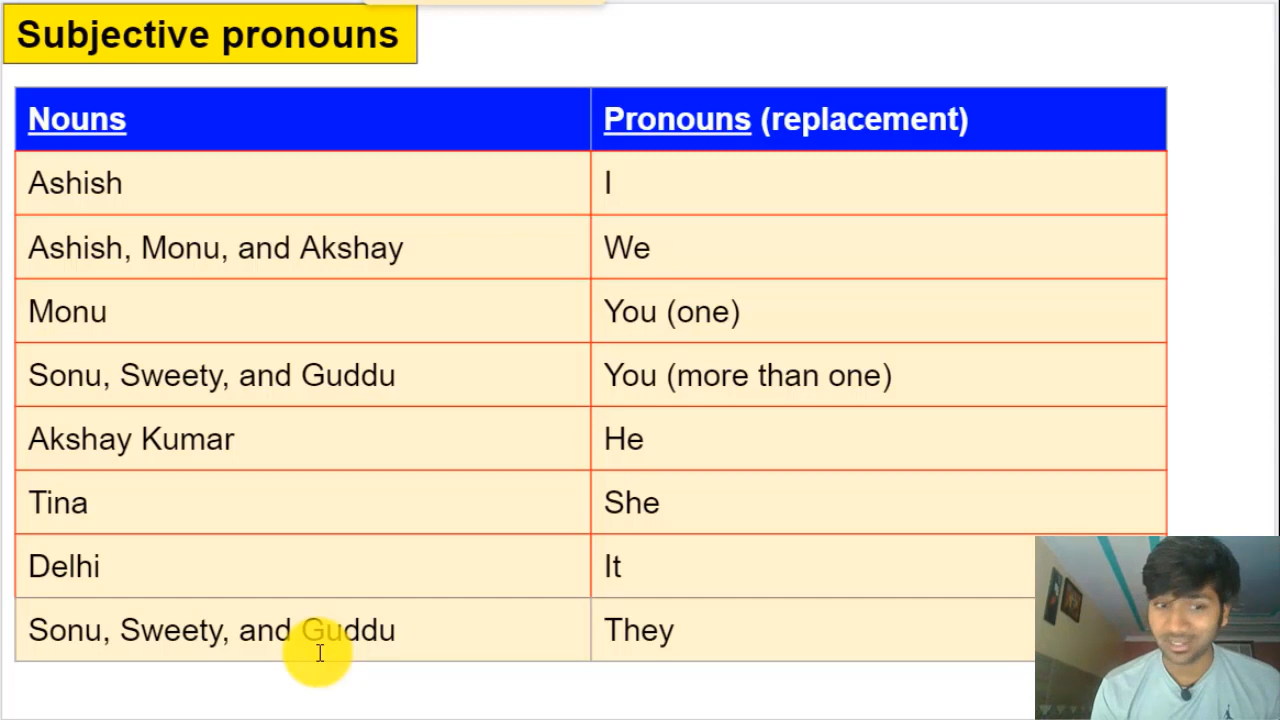 Subjective pronouns
Nouns Pronouns (replacement)
Ashish I
Ashish, Monu, and Akshay We
Monu You (one)
Sonu, Sweety, and Guddu You (more than one)
Akshay Kumar He
Tina She
Delhi It
Sonu, Sweety, and Guddu They